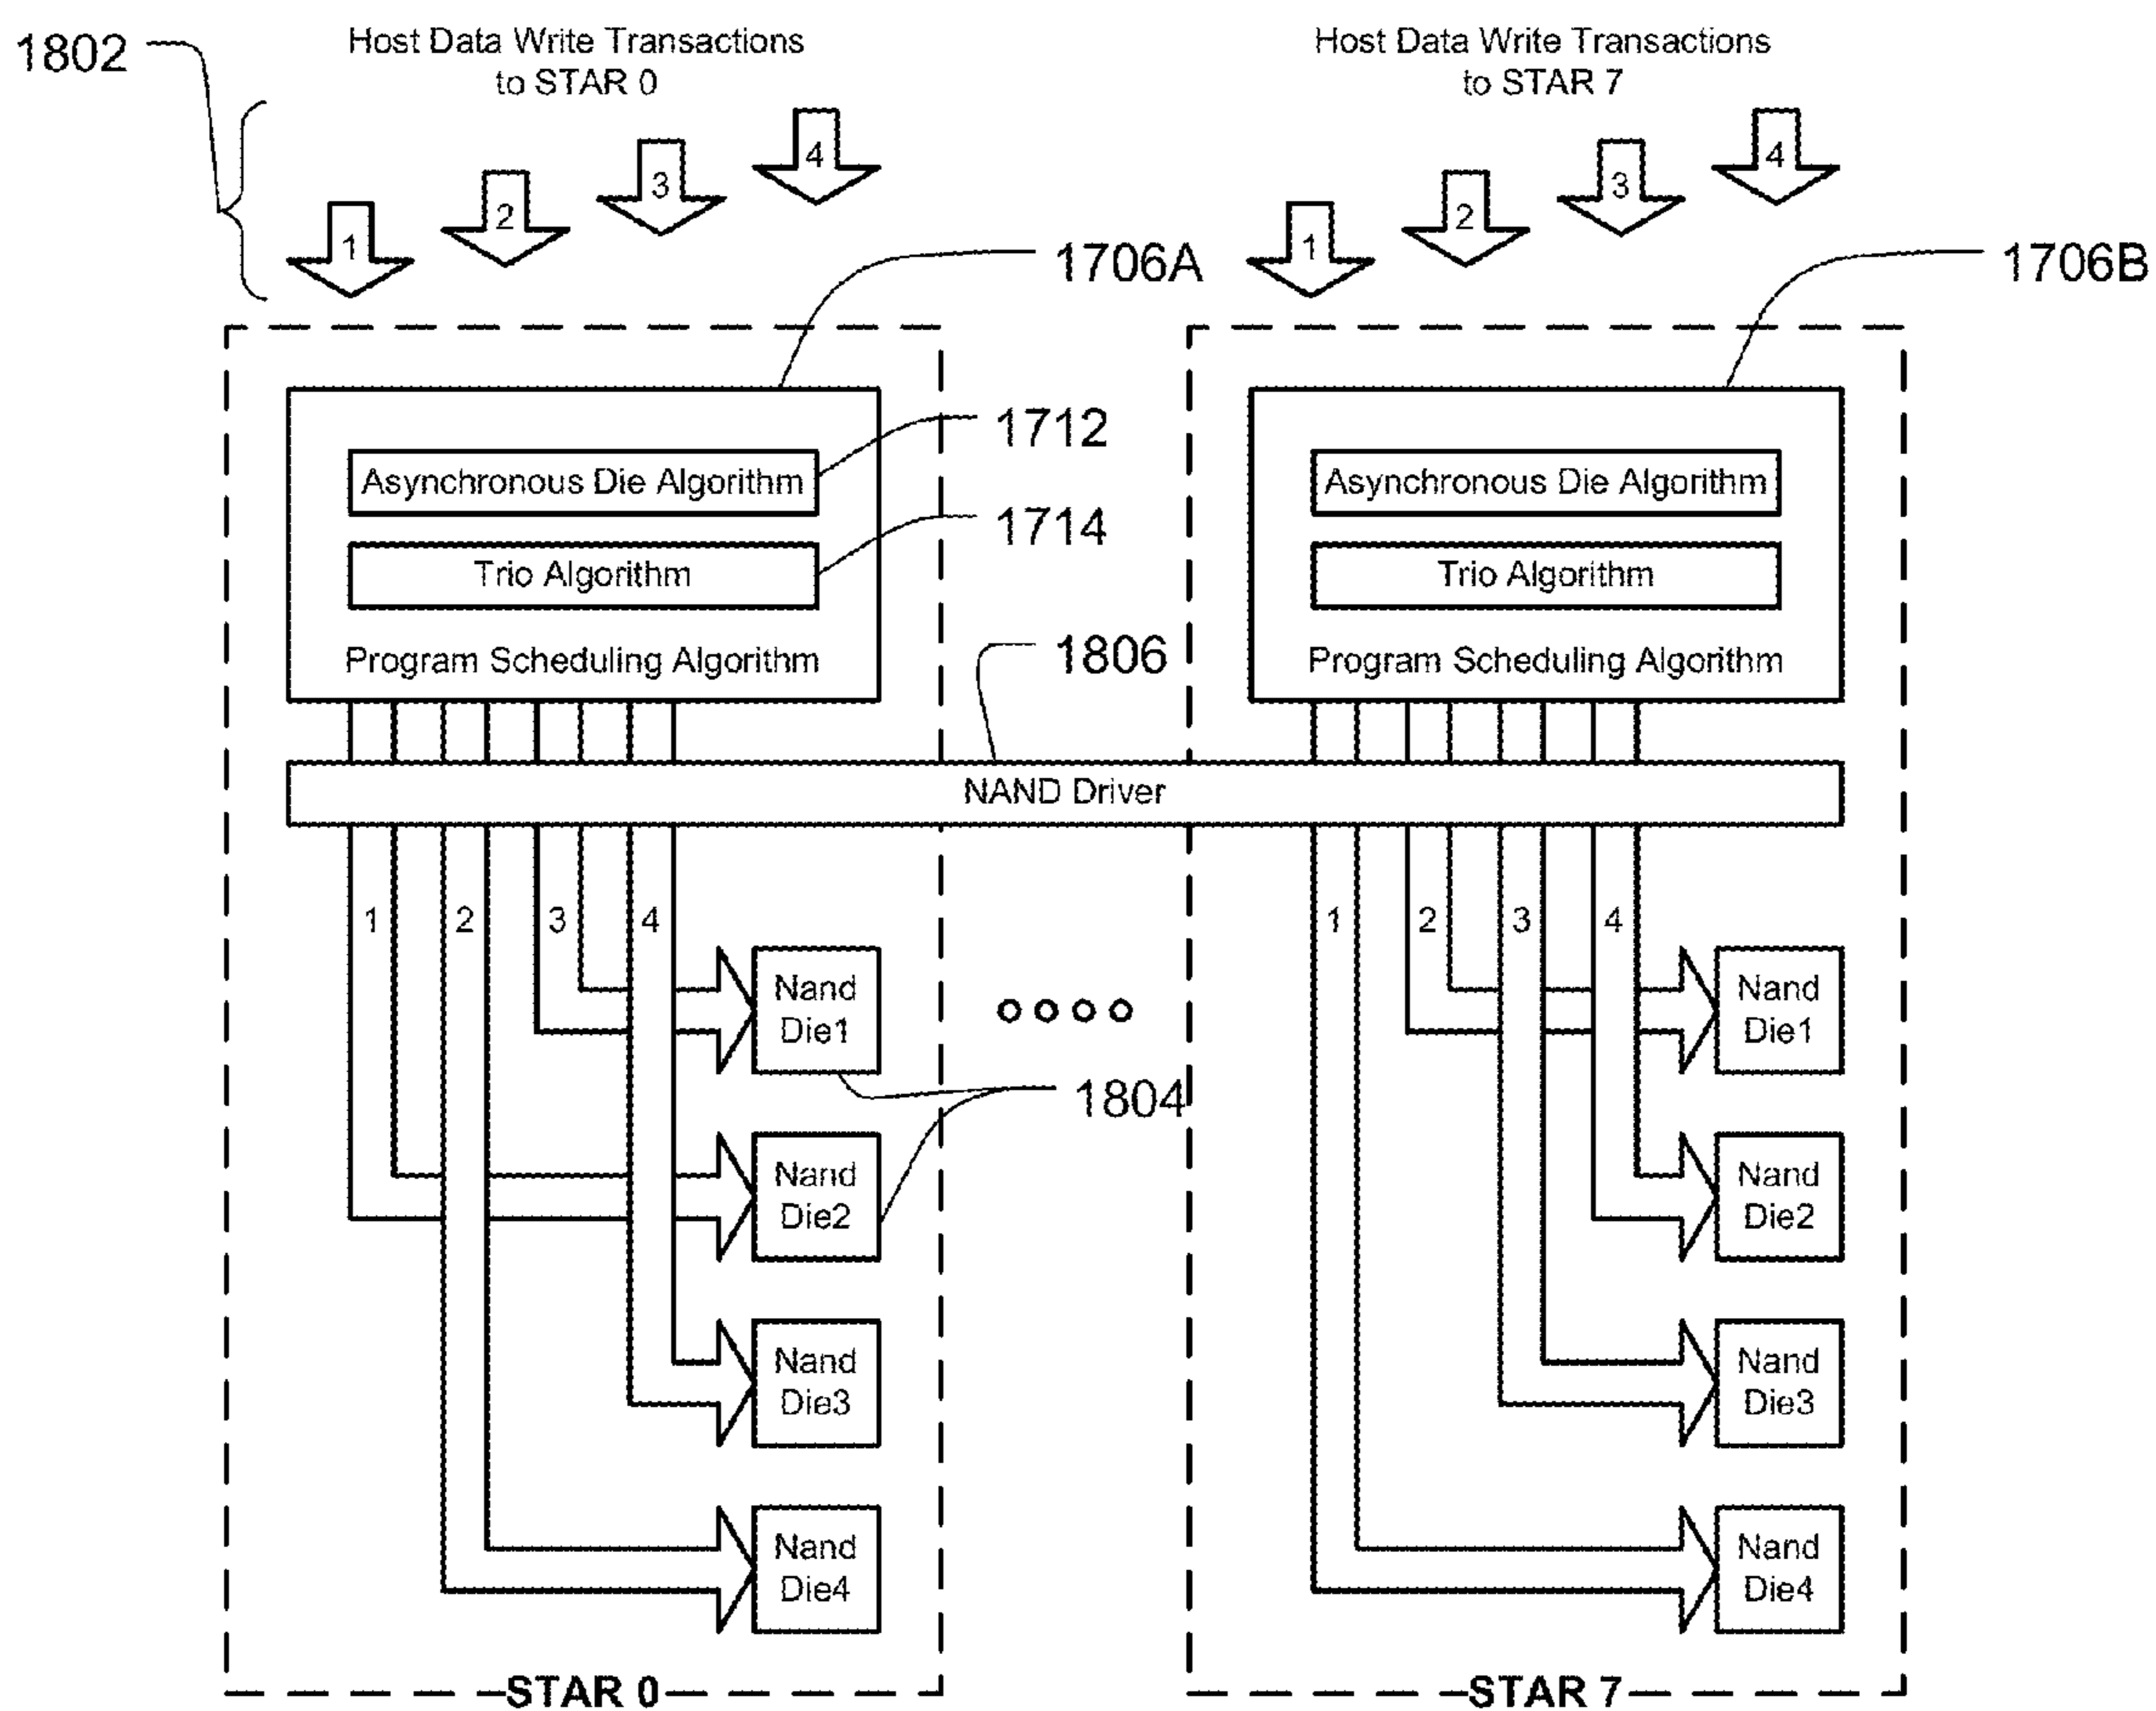 1802
Host Data Write Transactions
to STAR 0
Host Data Write Transactions
to STAR 7
1
2
3
4
1
2
3
4
1706A
1706B
Asynchronous Die Algorithm
1712
Trio Algorithm
1714
Program Scheduling Algorithm
Asynchronous Die Algorithm
Trio Algorithm
Program Scheduling Algorithm
1806
NAND Driver
1
2
3
4
Nand
Die1
1804
Nand
Die2
Nand
Die3
Nand
Die4
STAR 0
1
2
3
4
Nand
Die1
Nand
Die2
Nand
Die3
Nand
Die4
STAR 7